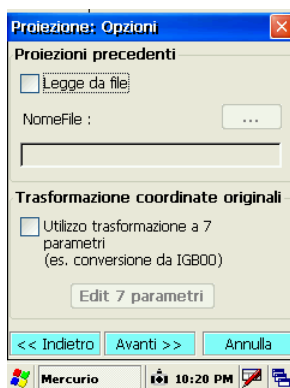 Proiezione: Opzioni
Proiezioni precedenti
Legge da file
NomeFile :
...
Trasformazione coordinate originali
Utilizzo trasformazione a 7
parametri
(es. conversione da IGB00)
Edit 7 parametri
<< Indietro Avanti >> Annulla
Mercurio 10:20 PM